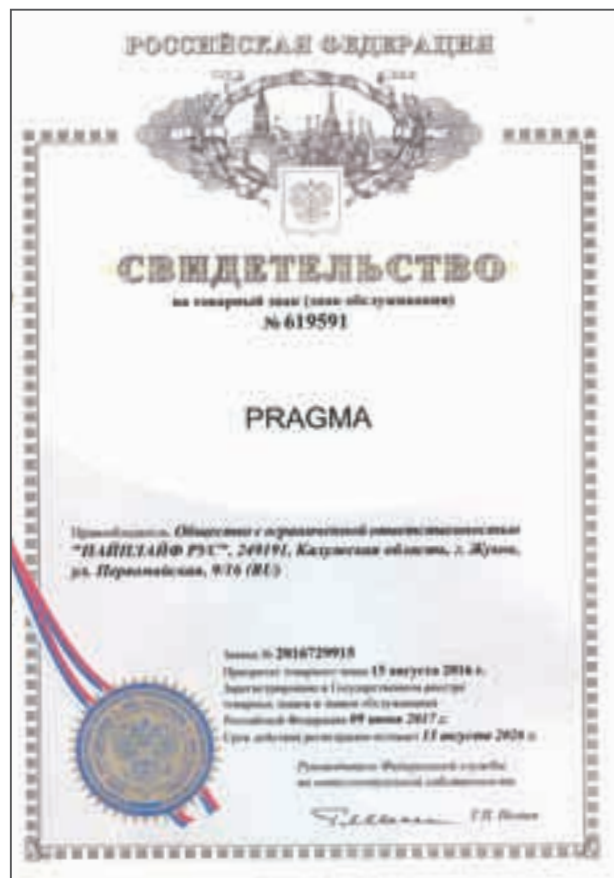 РОССИЙСКАЯ ФЕДЕРАЦИЯ
СВИДЕТЕЛЬСТВО
на товарный знак (знак обслуживания)
№ 619591
PRAGMA
Правообладатель: Общество с ограниченной ответственностью
"ПАЙПЛАЙФ РУС", 249191, Калужская область, г. Жуков,
ул. Первомайская, 9/16 (RU)
Заявка № 2016729915
Приоритет товарного знака 15 августа 2016 г.
Зарегистрировано в Государственном реестре
товарных знаков и знаков обслуживания
Российской Федерации 09 июня 2017 г.
Срок действия регистрации истекает 15 августа 2026 г.
Руководитель Федеральной службы
по интеллектуальной собственности
Г.П. Ивлиев